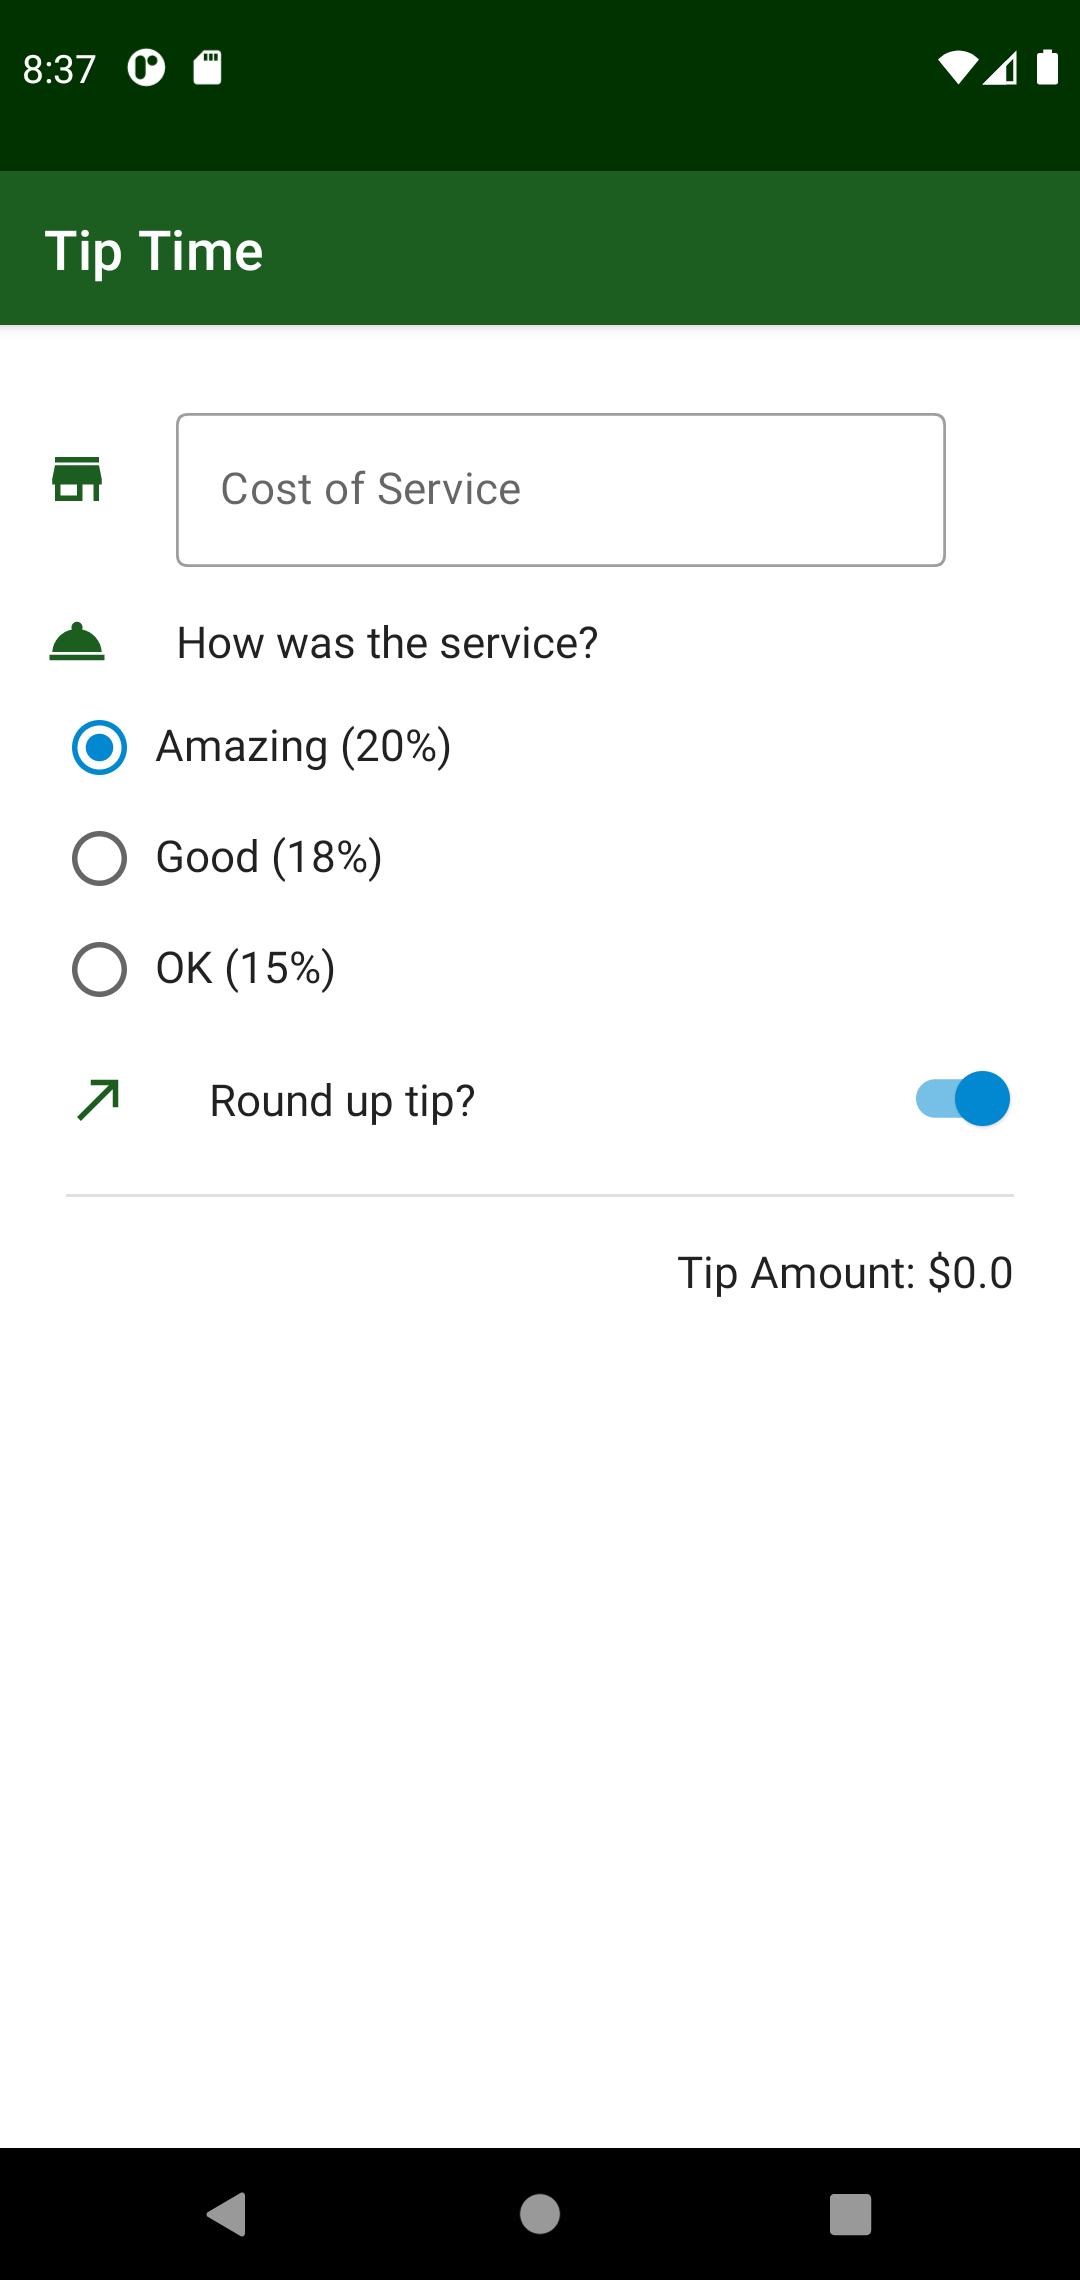 8:37
Tip Time
Cost of Service
How was the service?
Amazing (20%)
Good (18%)
OK (15%)
Round up tip?
Tip Amount: $0.0